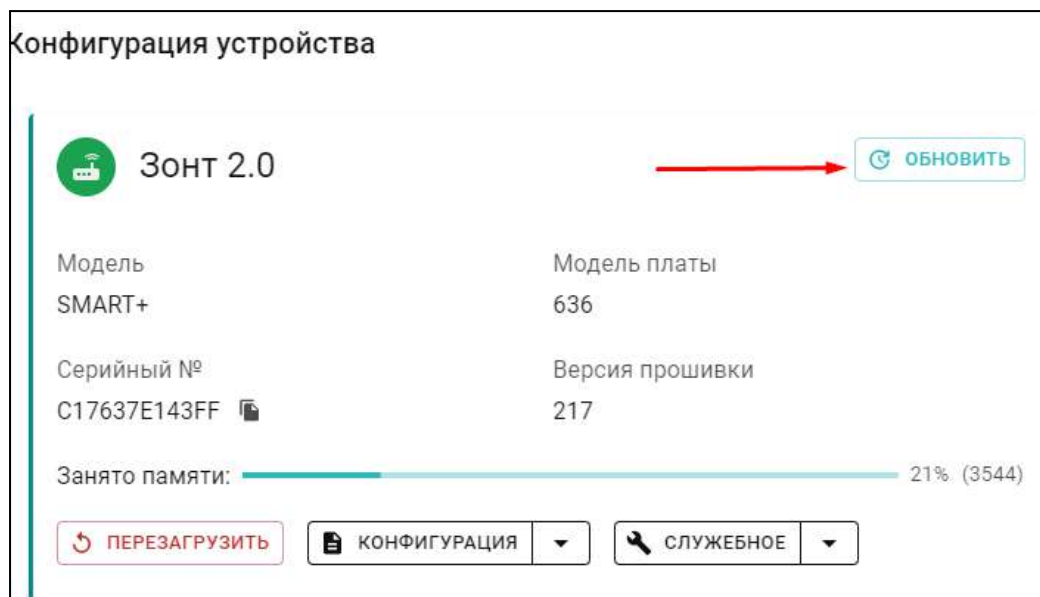 Конфигурация устройства
Зонт 2.0
ОБНОВИТЬ
Модель
Модель платы
SMART+
636
Серийный №
Версия прошивки
C17637E143FF
217
Занято памяти: 21% (3544)
ПЕРЕЗАГРУЗИТЬ КОНФИГУРАЦИЯ СЛУЖЕБНОЕ